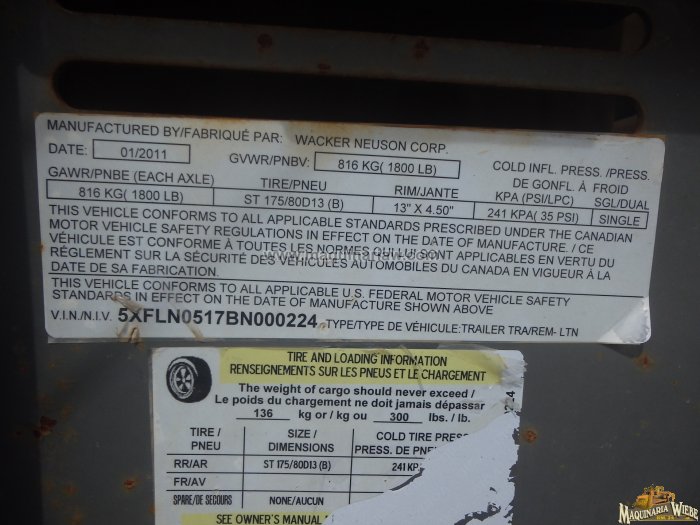 MANUFACTURED BY/FABRIQUÉ PAR: WACKER NEUSON CORP.
DATE: 01/2011 GVWR/PNBV: 816 KG( 1800 LB) COLD INFL. PRESS./PRESS.
DE GONFL. À FROID
GAWR/PNBE (EACH AXLE) TIRE/PNEU RIM/JANTE KPA (PSI/LPC) SGL/DUAL
816 KG( 1800 LB) ST 175/80D13 (B) 13" X 4.50" 241 KPA( 35 PSI) SINGLE
THIS VEHICLE CONFORMS TO ALL APPLICABLE STANDARDS PRESCRIBED UNDER THE CANADIAN
MOTOR VEHICLE SAFETY REGULATIONS IN EFFECT ON THE DATE OF MANUFACTURE. / CE
VÉHICULE EST CONFORME À TOUTES LES NORMES QUI LUI SONT APPLICABLES EN VERTU DU
RÉGLEMENT SUR LA SÉCURITÉ DES VÉHICULES AUTOMOBILES DU CANADA EN VIGUEUR À LA
DATE DE SA FABRICATION.
THIS VEHICLE CONFORMS TO ALL APPLICABLE U.S. FEDERAL MOTOR VEHICLE SAFETY
STANDARDS IN EFFECT ON THE DATE OF MANUFACTURE SHOWN ABOVE
V.I.N./N.I.V. 5XFLN0517BN000224 TYPE/TYPE DE VÉHICULE: TRAILER TRA/REM- LTN
TIRE AND LOADING INFORMATION
RENSEIGNEMENTS SUR LES PNEUS ET LE CHARGEMENT
The weight of cargo should never exceed /
Le poids du chargement ne doit jamais dépassar
136 kg or / kg ou 300 lbs. / lb.
TIRE / SIZE / COLD TIRE PRES
PNEU DIMENSIONS PRESS. DE PNE
RR/AR ST 175/80D13 (B) 241 KP
FR/AV
SPARE/DE SECOURS NONE/AUCUN
SEE OWNER'S MANUAL
224
MAQUINARIA WIEBE